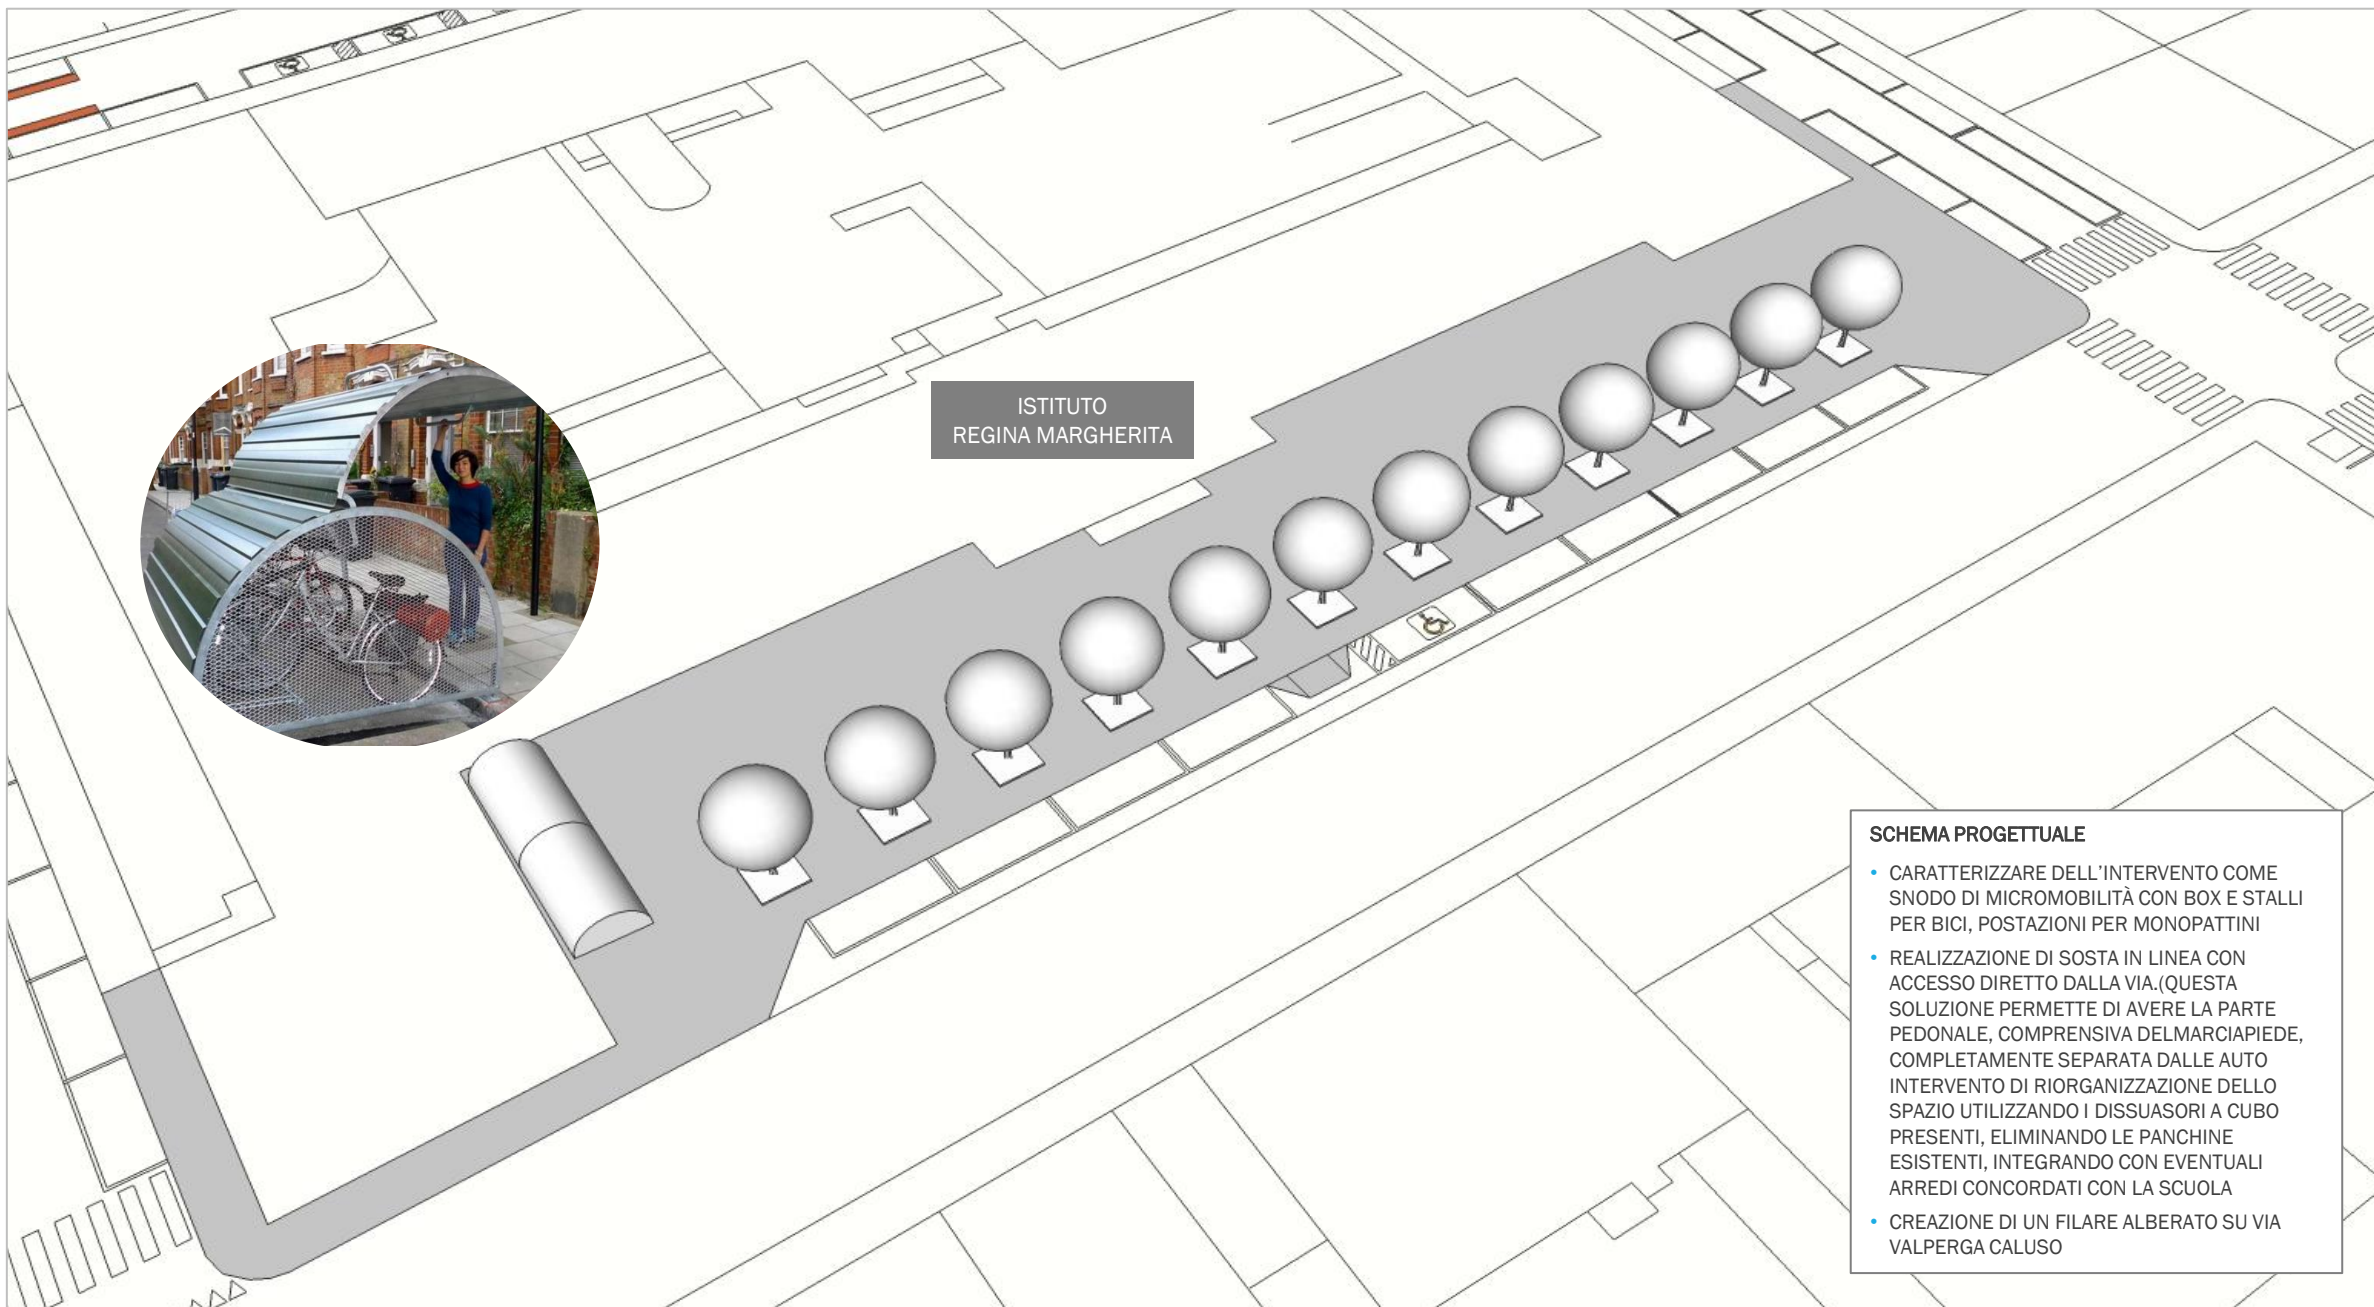 ISTITUTO
REGINA MARGHERITA
SCHEMA PROGETTUALE
• CARATTERIZZARE DELL'INTERVENTO COME
SNODO DI MICROMOBILITÀ CON BOX E STALLI
PER BICI, POSTAZIONI PER MONOPATTINI
• REALIZZAZIONE DI SOSTA IN LINEA CON
ACCESSO DIRETTO DALLA VIA.(QUESTA
SOLUZIONE PERMETTE DI AVERE LA PARTE
PEDONALE, COMPRENSIVA DELMARCIAPIEDE,
COMPLETAMENTE SEPARATA DALLE AUTO
INTERVENTO DI RIORGANIZZAZIONE DELLO
SPAZIO UTILIZZANDO I DISSUASORI A CUBO
PRESENTI, ELIMINANDO LE PANCHINE
ESISTENTI, INTEGRANDO CON EVENTUALI
ARREDI CONCORDATI CON LA SCUOLA
• CREAZIONE DI UN FILARE ALBERATO SU VIA
VALPERGA CALUSO